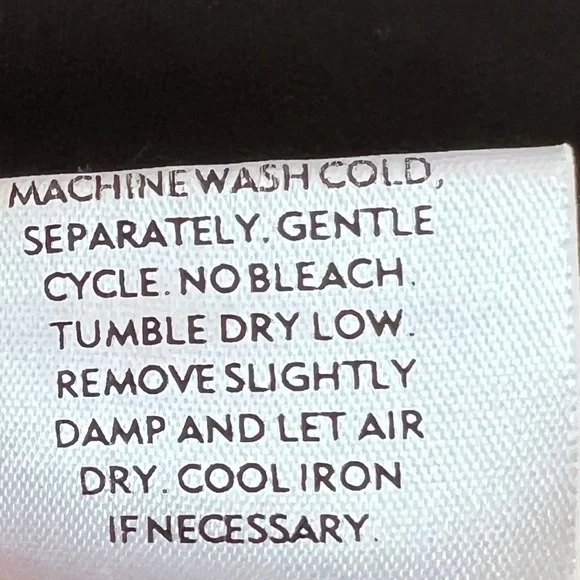 MACHINE WASH COLD,
SEPARATELY. GENTLE
CYCLE. NO BLEACH.
TUMBLE DRY LOW.
REMOVE SLIGHTLY
DAMP AND LET AIR
DRY. COOL IRON
IF NECESSARY.